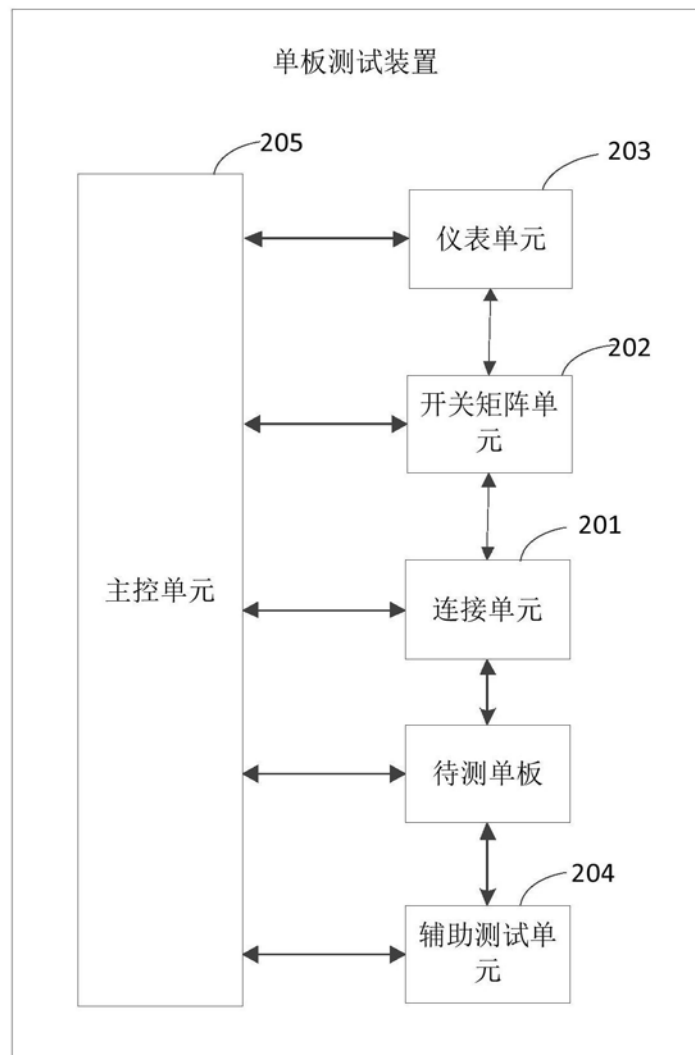 单板测试装置
205
203
仪表单元
202
开关矩阵单
元
201
连接单元
主控单元
待测单板
204
辅助测试单
元